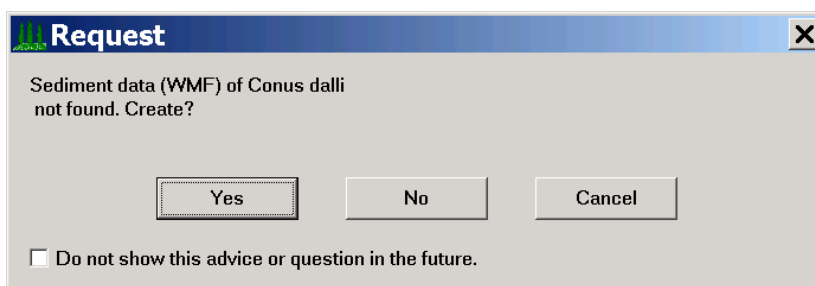 Request
Sediment data (WMF) of Conus dalli
not found. Create?
Yes No Cancel
Do not show this advice or question in the future.